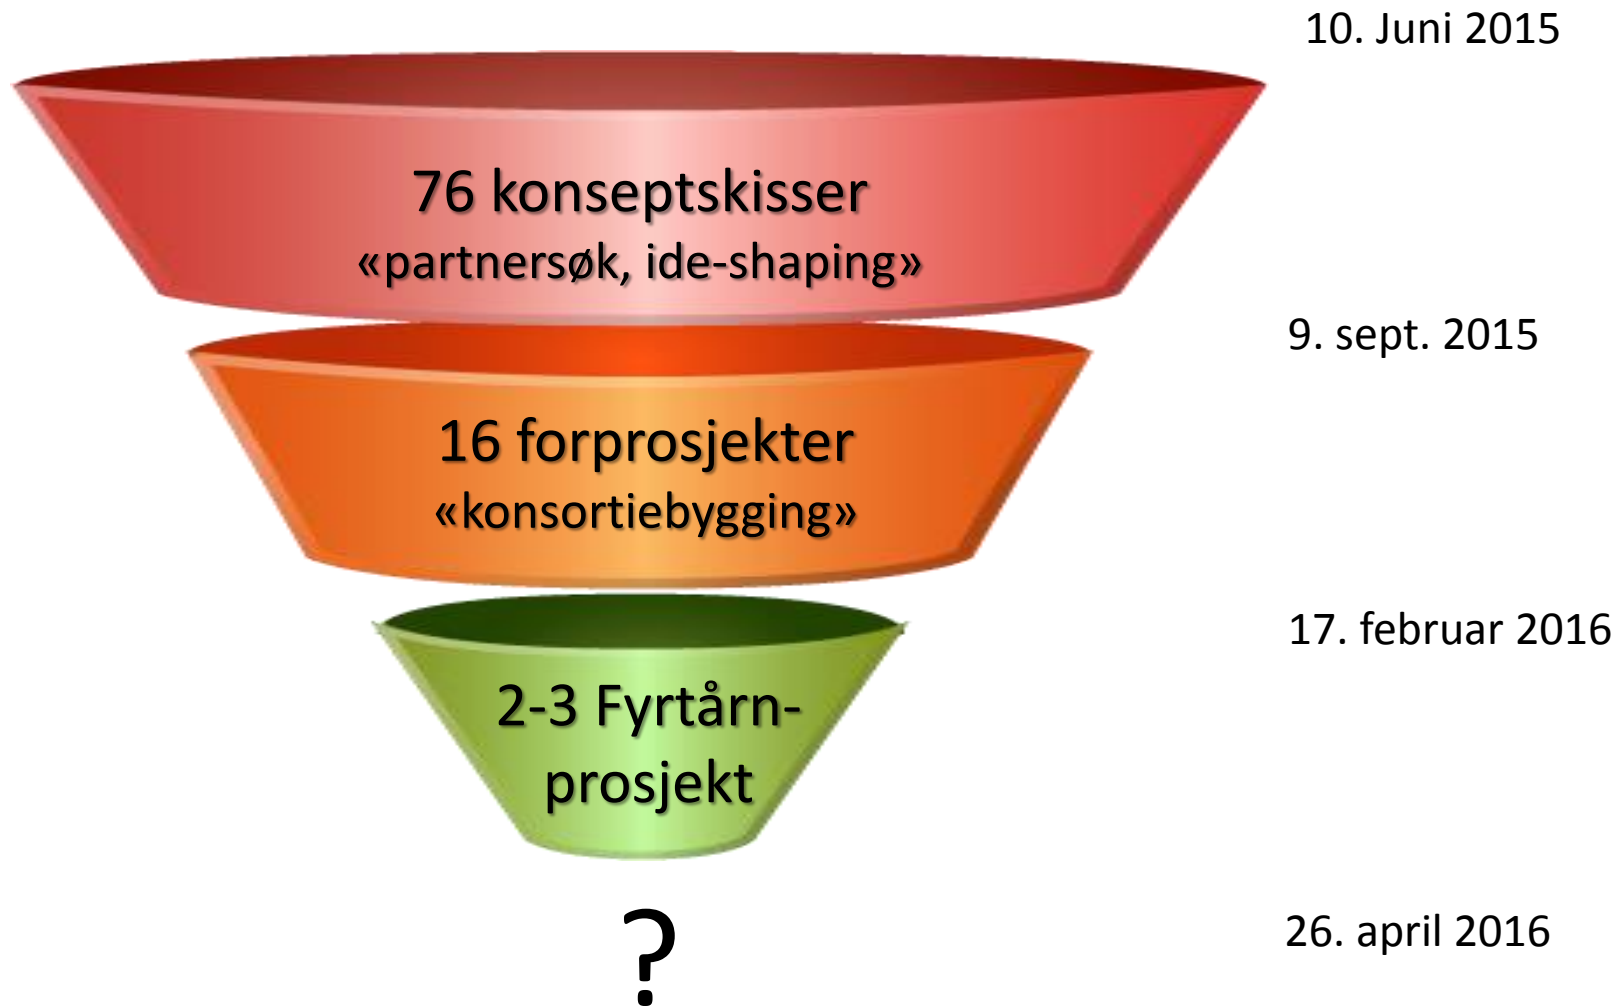 10. Juni 2015
76 konseptskisser
«partnersøk, ide-shaping»
9. sept. 2015
16 forprosjekter
«konsortiebygging»
17. februar 2016
2-3 Fyrtårn-
prosjekt
?
26. april 2016